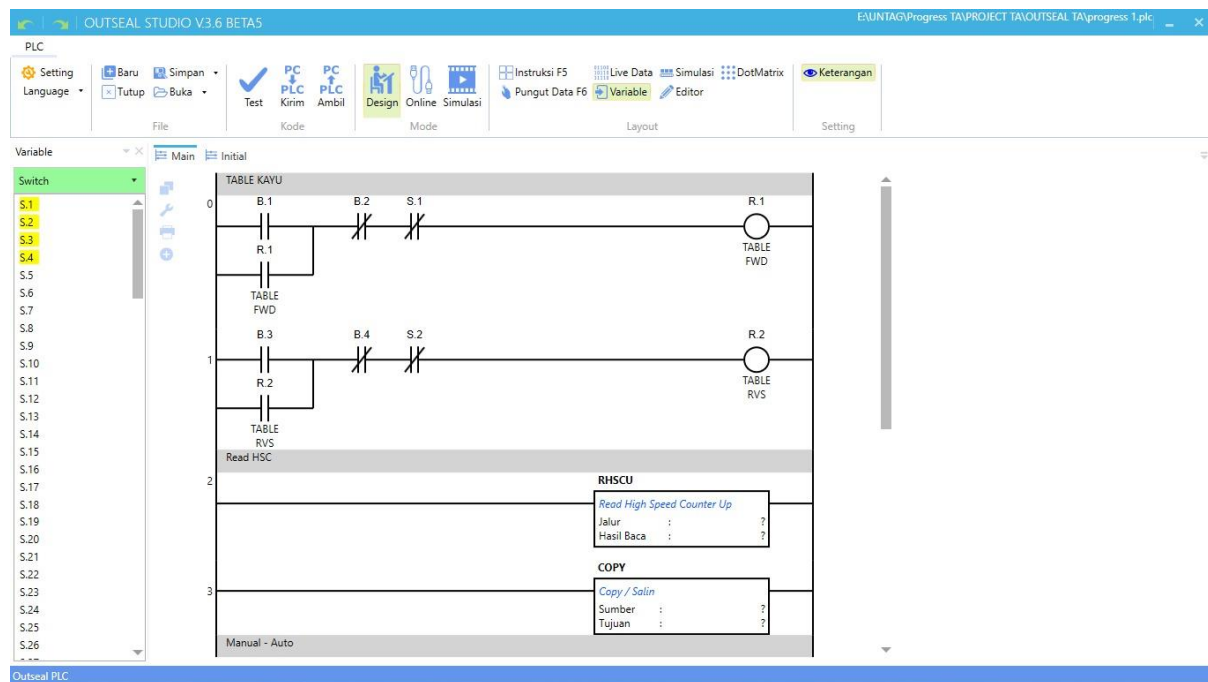 OUTSEAL STUDIO V.3.6 BETA5
E:\UNTAG\Progress TA\PROJECT TA\OUTSEAL TA\progress 1.plc
PLC
Setting
Language
Baru
Tutup
Simpan
Buka
File
Test
PC
PLC
Kirim
PC
PLC
Ambil
Kode
Design
Online
Simulasi
Mode
Instruksi F5
Pungut Data F6
Live Data
Simulasi
DotMatrix
Variable
Editor
Layout
Keterangan
Setting
Variable
Main
Initial
Switch
S.1
S.2
S.3
S.4
S.5
S.6
S.7
S.8
S.9
S.10
S.11
S.12
S.13
S.14
S.15
S.16
S.17
S.18
S.19
S.20
S.21
S.22
S.23
S.24
S.25
S.26
TABLE KAYU
0
B.1
B.2
S.1
R.1
TABLE
FWD
R.1
TABLE
FWD
1
B.3
B.4
S.2
R.2
TABLE
RVS
R.2
TABLE
RVS
Read HSC
2
RHSCU
Read High Speed Counter Up
Jalur : ?
Hasil Baca : ?
3
COPY
Copy / Salin
Sumber : ?
Tujuan : ?
Manual - Auto
Outseal PLC